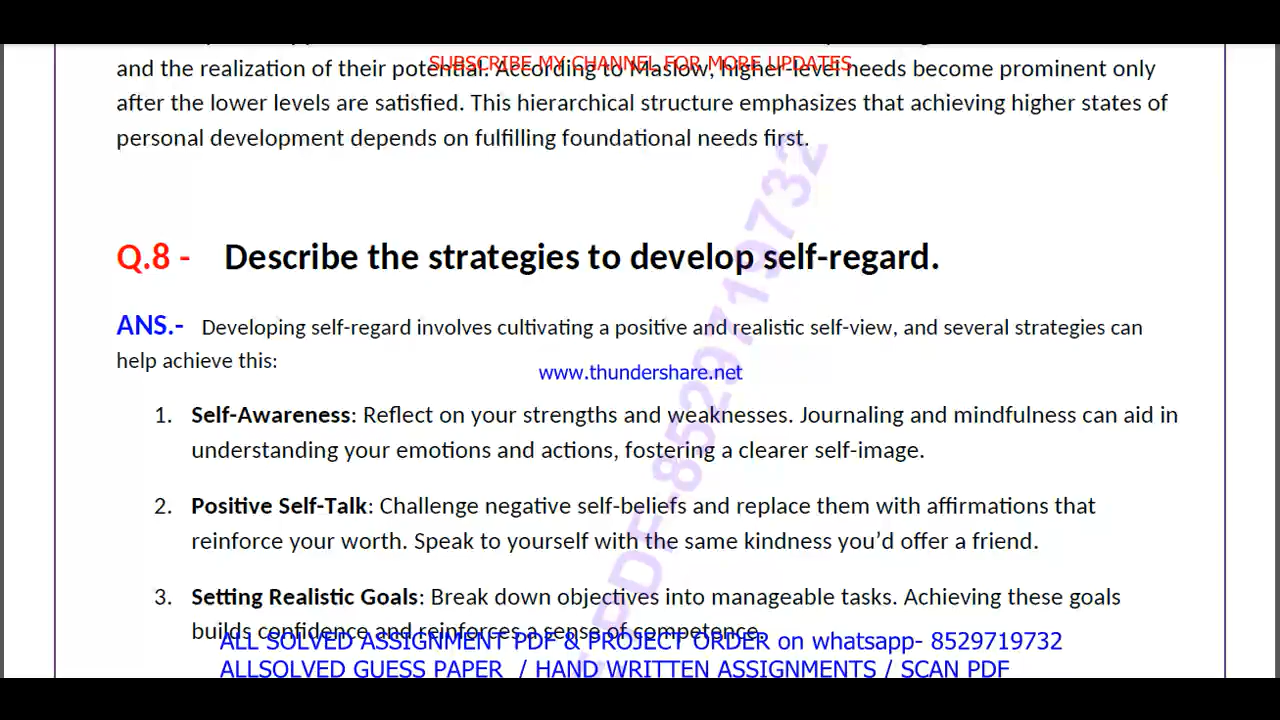 SUBSCRIBE MY CHANNEL FOR MORE UPDATES
and the realization of their potential. According to Maslow, higher-level needs become prominent only
after the lower levels are satisfied. This hierarchical structure emphasizes that achieving higher states of
personal development depends on fulfilling foundational needs first.
Q.8 - Describe the strategies to develop self-regard.
ANS.- Developing self-regard involves cultivating a positive and realistic self-view, and several strategies can
help achieve this:
www.thundershare.net
1. Self-Awareness: Reflect on your strengths and weaknesses. Journaling and mindfulness can aid in
understanding your emotions and actions, fostering a clearer self-image.
2. Positive Self-Talk: Challenge negative self-beliefs and replace them with affirmations that
reinforce your worth. Speak to yourself with the same kindness you’d offer a friend.
3. Setting Realistic Goals: Break down objectives into manageable tasks. Achieving these goals
builds confidence and reinforces a sense of competence.
ALL SOLVED ASSIGNMENT PDF & PROJECT ORDER on whatsapp- 8529719732
ALLSOLVED GUESS PAPER / HAND WRITTEN ASSIGNMENTS / SCAN PDF
PDF-8529719732